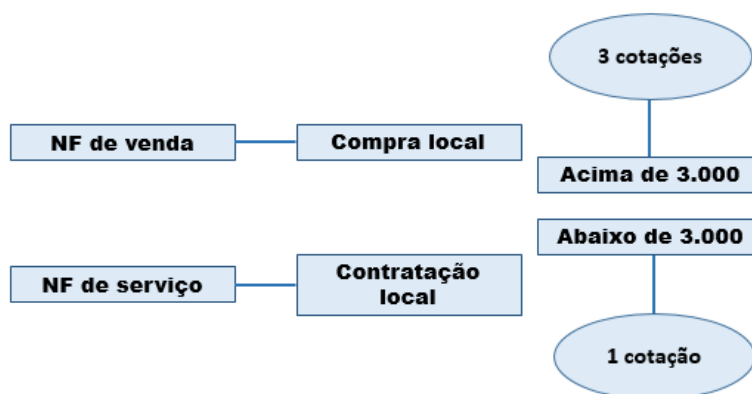 3 cotações
NF de venda
Compra local
Acima de 3.000
Abaixo de 3.000
NF de serviço
Contratação
local
1 cotação